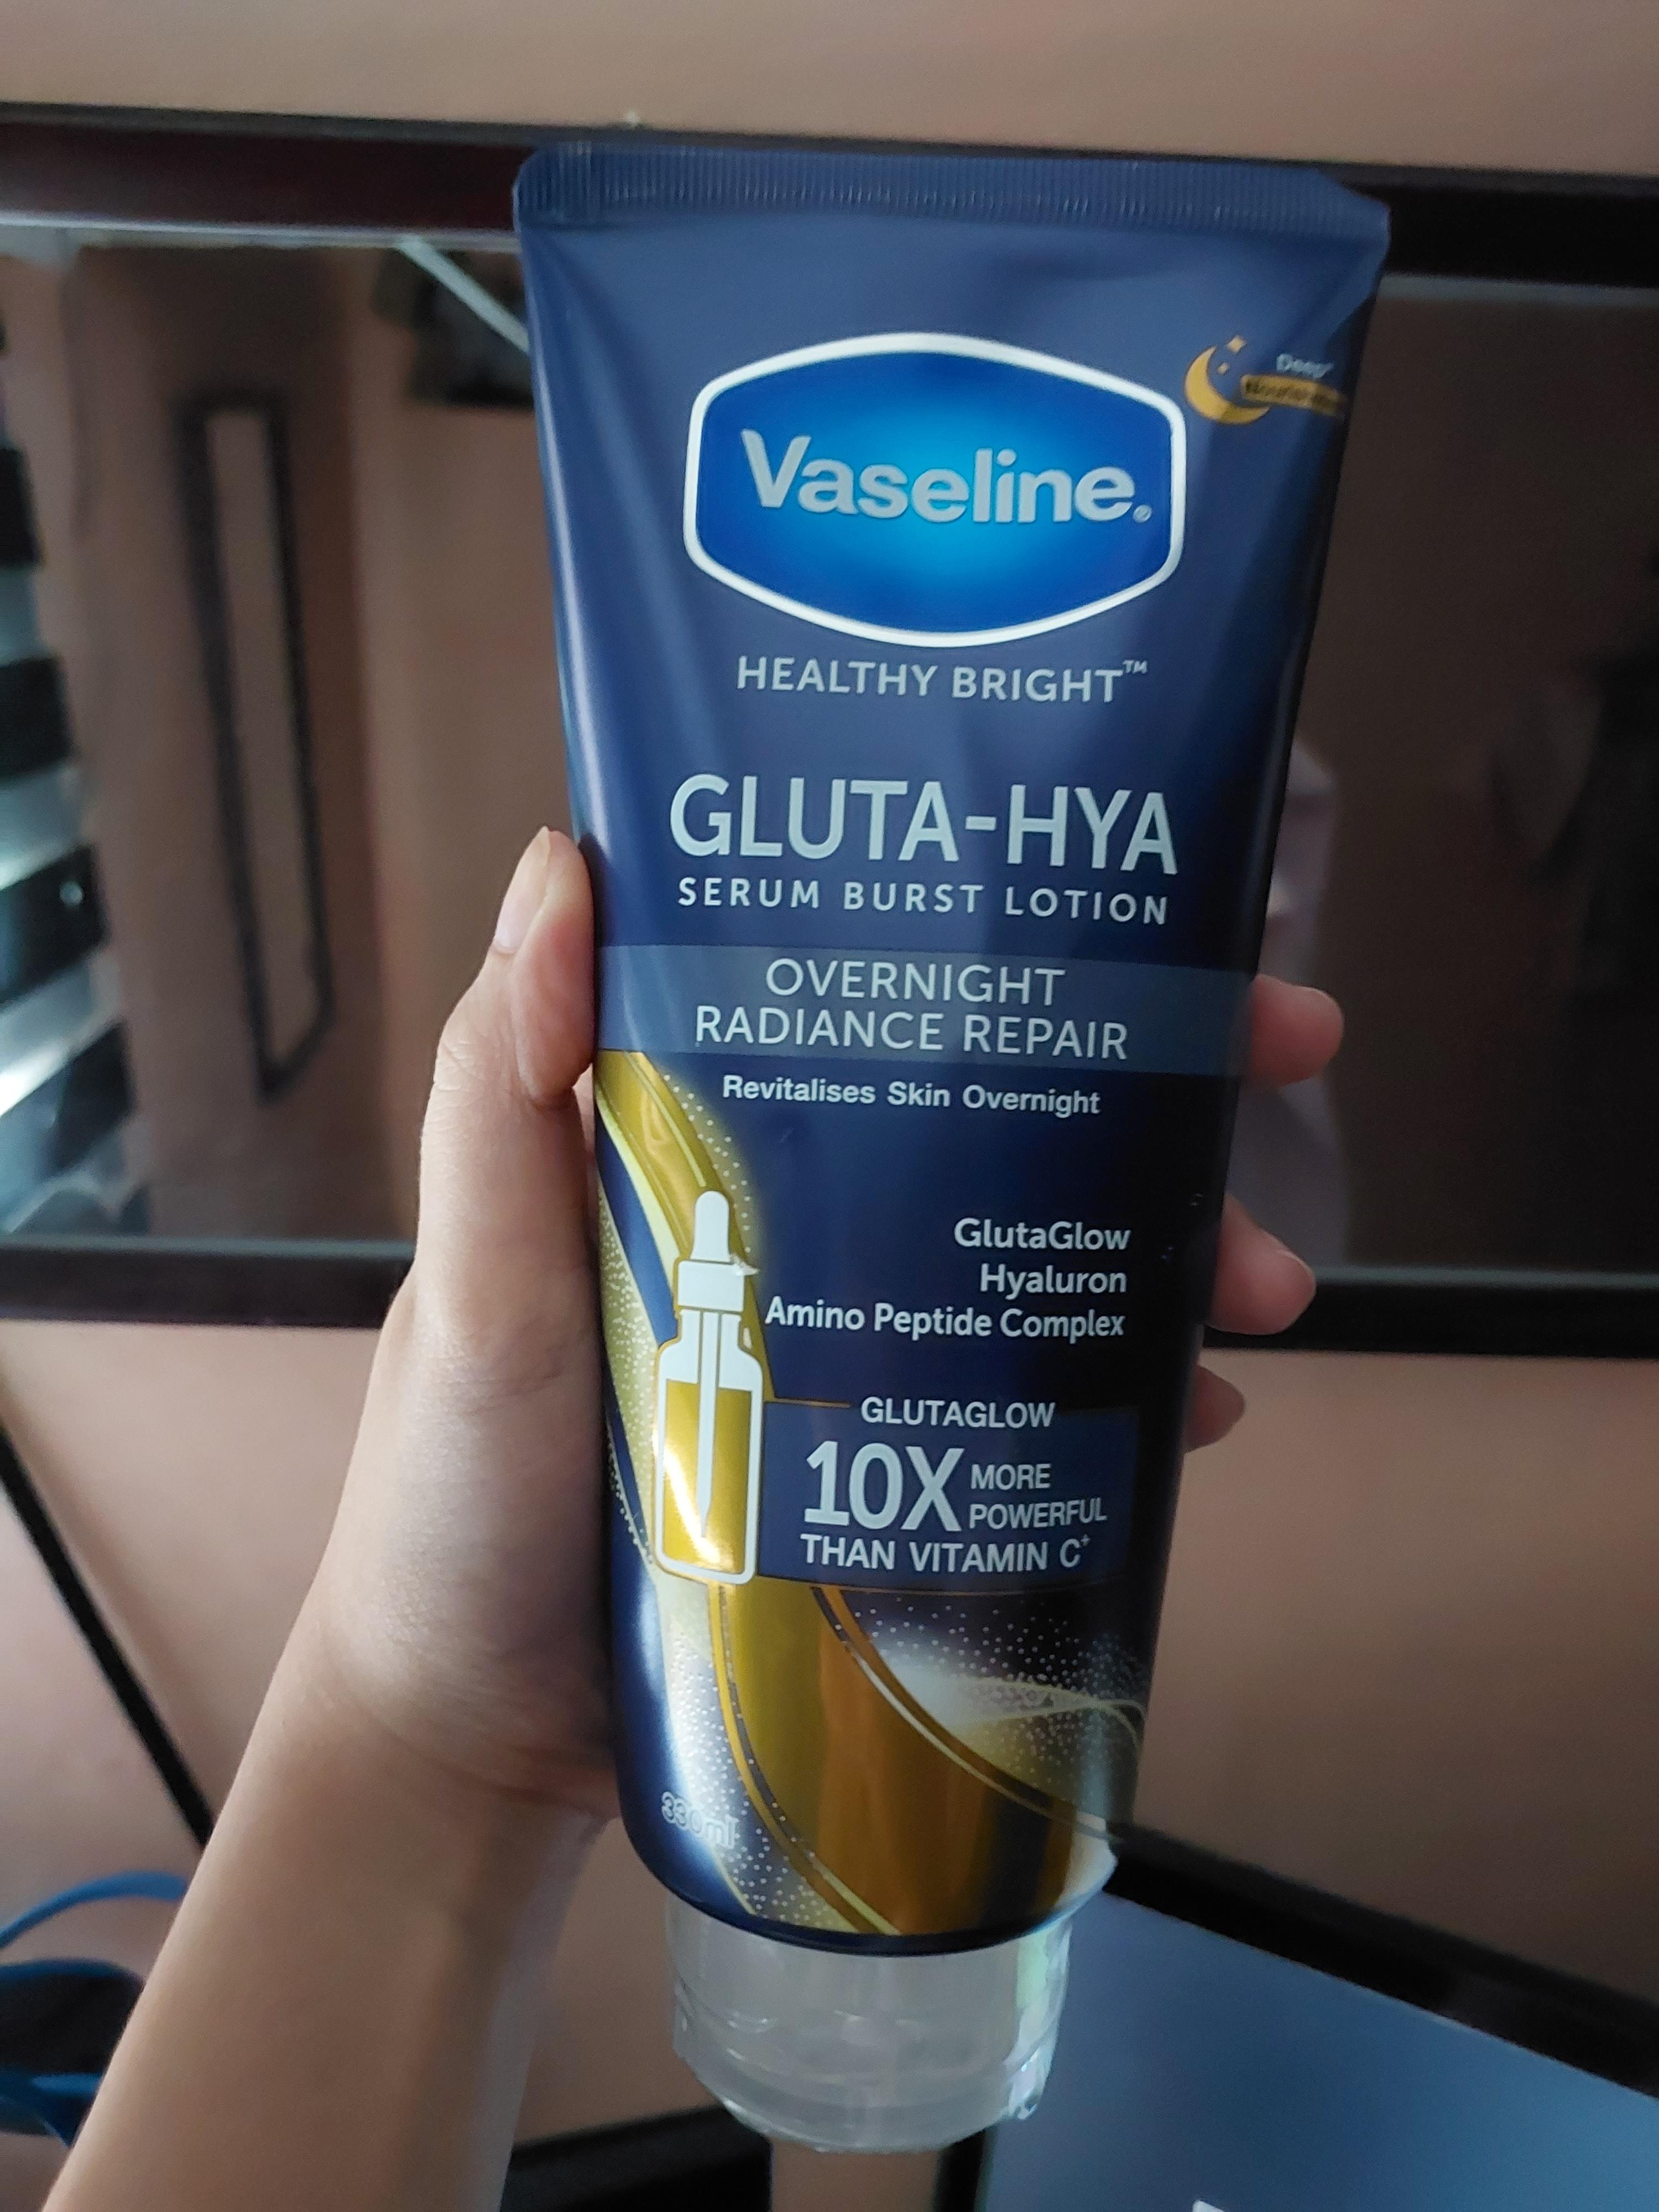 Deep⁺
Vaseline®
HEALTHY BRIGHT™
GLUTA-HYA
SERUM BURST LOTION
OVERNIGHT
RADIANCE REPAIR
Revitalises Skin Overnight
GlutaGlow
Hyaluron
Amino Peptide Complex
GLUTAGLOW
10X MORE
POWERFUL
THAN VITAMIN C⁺
330ml